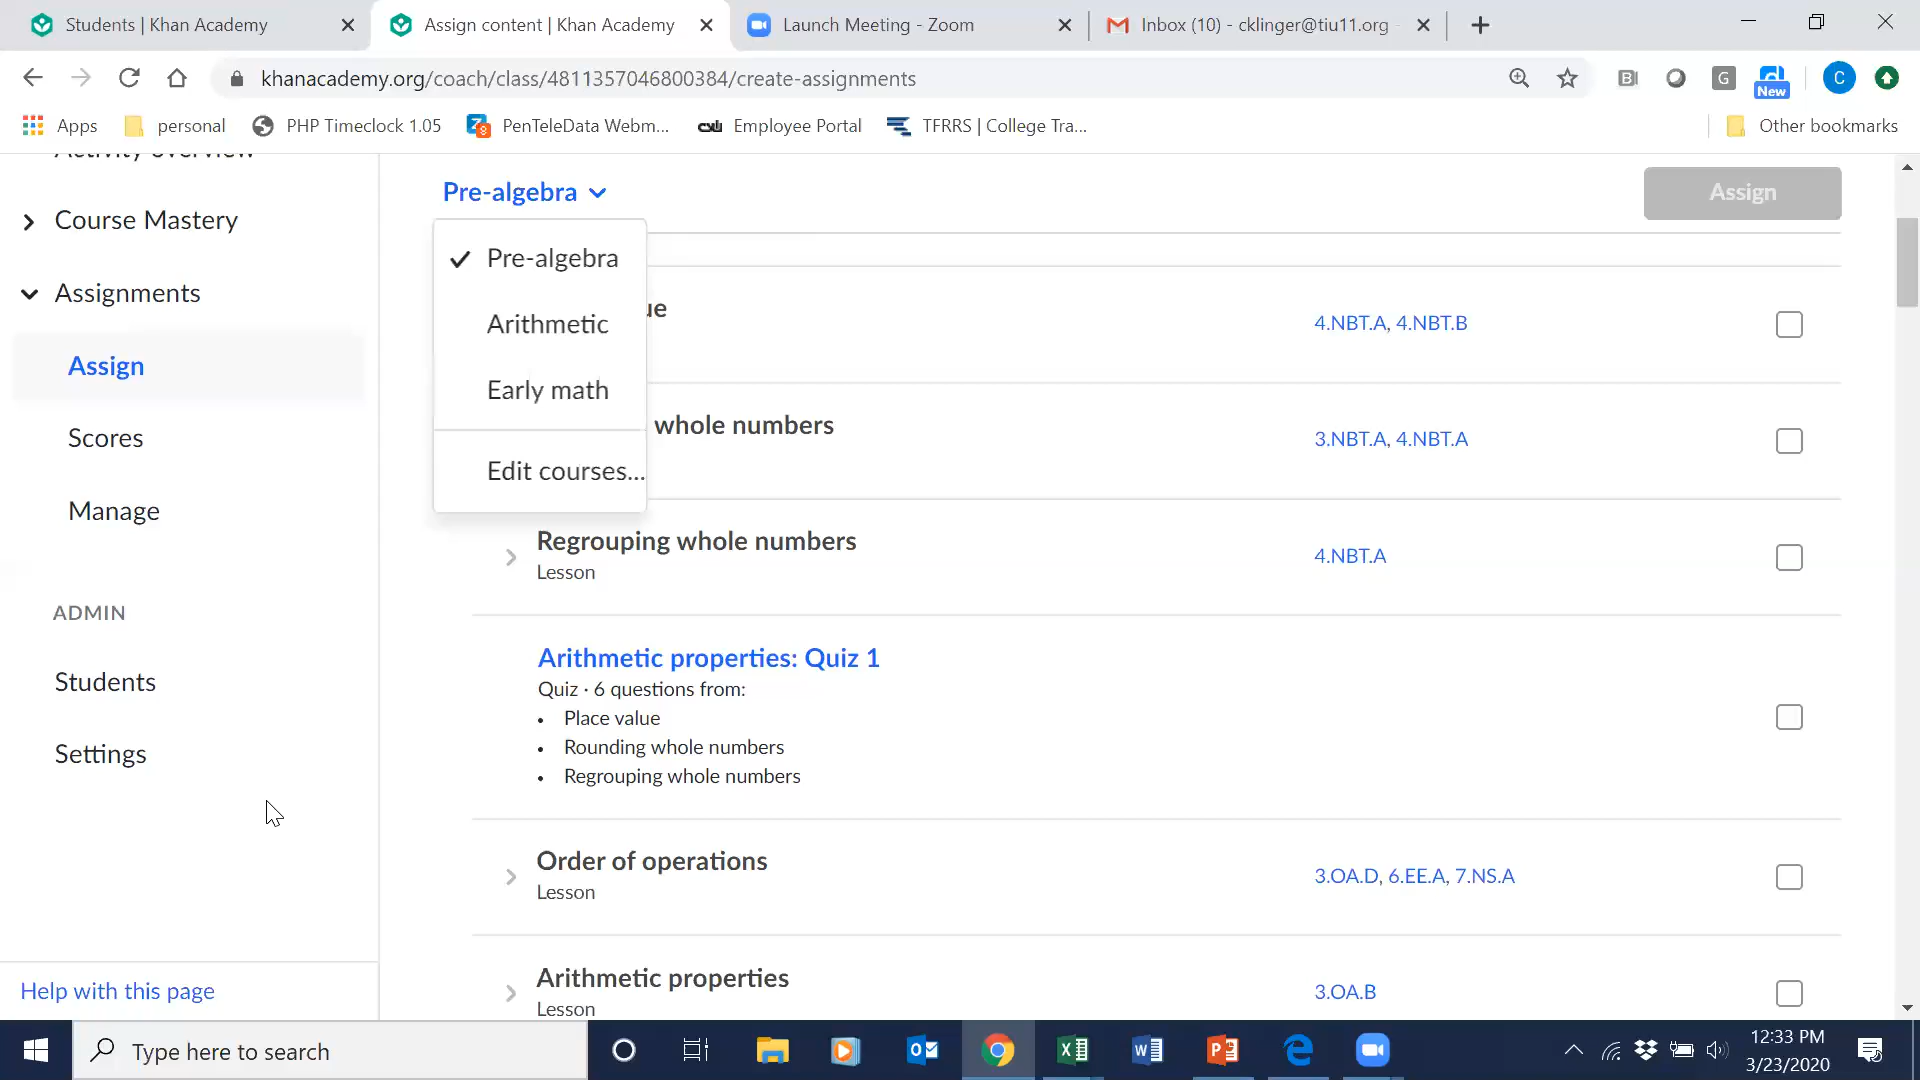 Students | Khan Academy
Assign content | Khan Academy
Launch Meeting - Zoom
Inbox (10) - cklinger@tiu11.org
khanacademy.org/coach/class/4811357046800384/create-assignments
B!
G
New
C
Apps
personal
PHP Timeclock 1.05
PenTeleData Webm...
Employee Portal
TFRRS | College Tra...
Other bookmarks
Activity overview
Course Mastery
Assignments
Assign
Scores
Manage
ADMIN
Students
Settings
Help with this page
Pre-algebra
Assign
Pre-algebra
Arithmetic
Early math
Edit courses...
ue
4.NBT.A, 4.NBT.B
whole numbers
3.NBT.A, 4.NBT.A
Regrouping whole numbers
Lesson
4.NBT.A
Arithmetic properties: Quiz 1
Quiz · 6 questions from:
• Place value
• Rounding whole numbers
• Regrouping whole numbers
Order of operations
Lesson
3.OA.D, 6.EE.A, 7.NS.A
Arithmetic properties
Lesson
3.OA.B
Type here to search
12:33 PM
3/23/2020